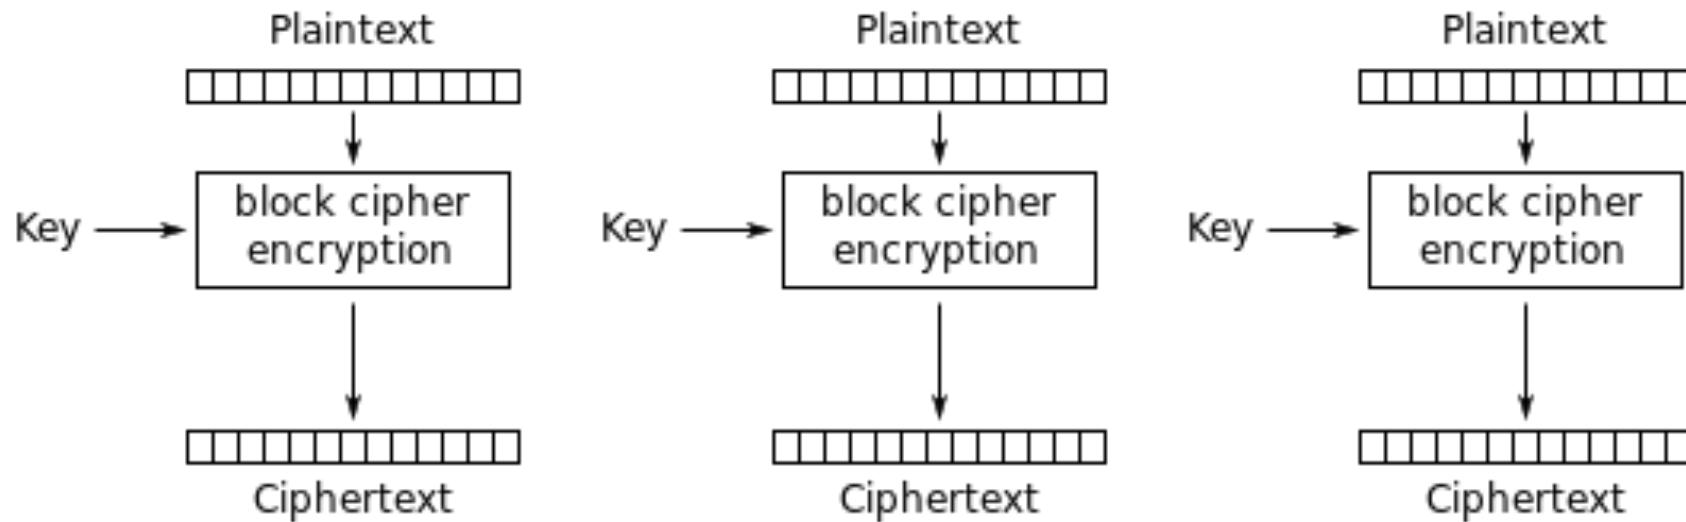 Plaintext Plaintext Plaintext
Key block cipher encryption Key block cipher encryption Key block cipher encryption
Ciphertext Ciphertext Ciphertext